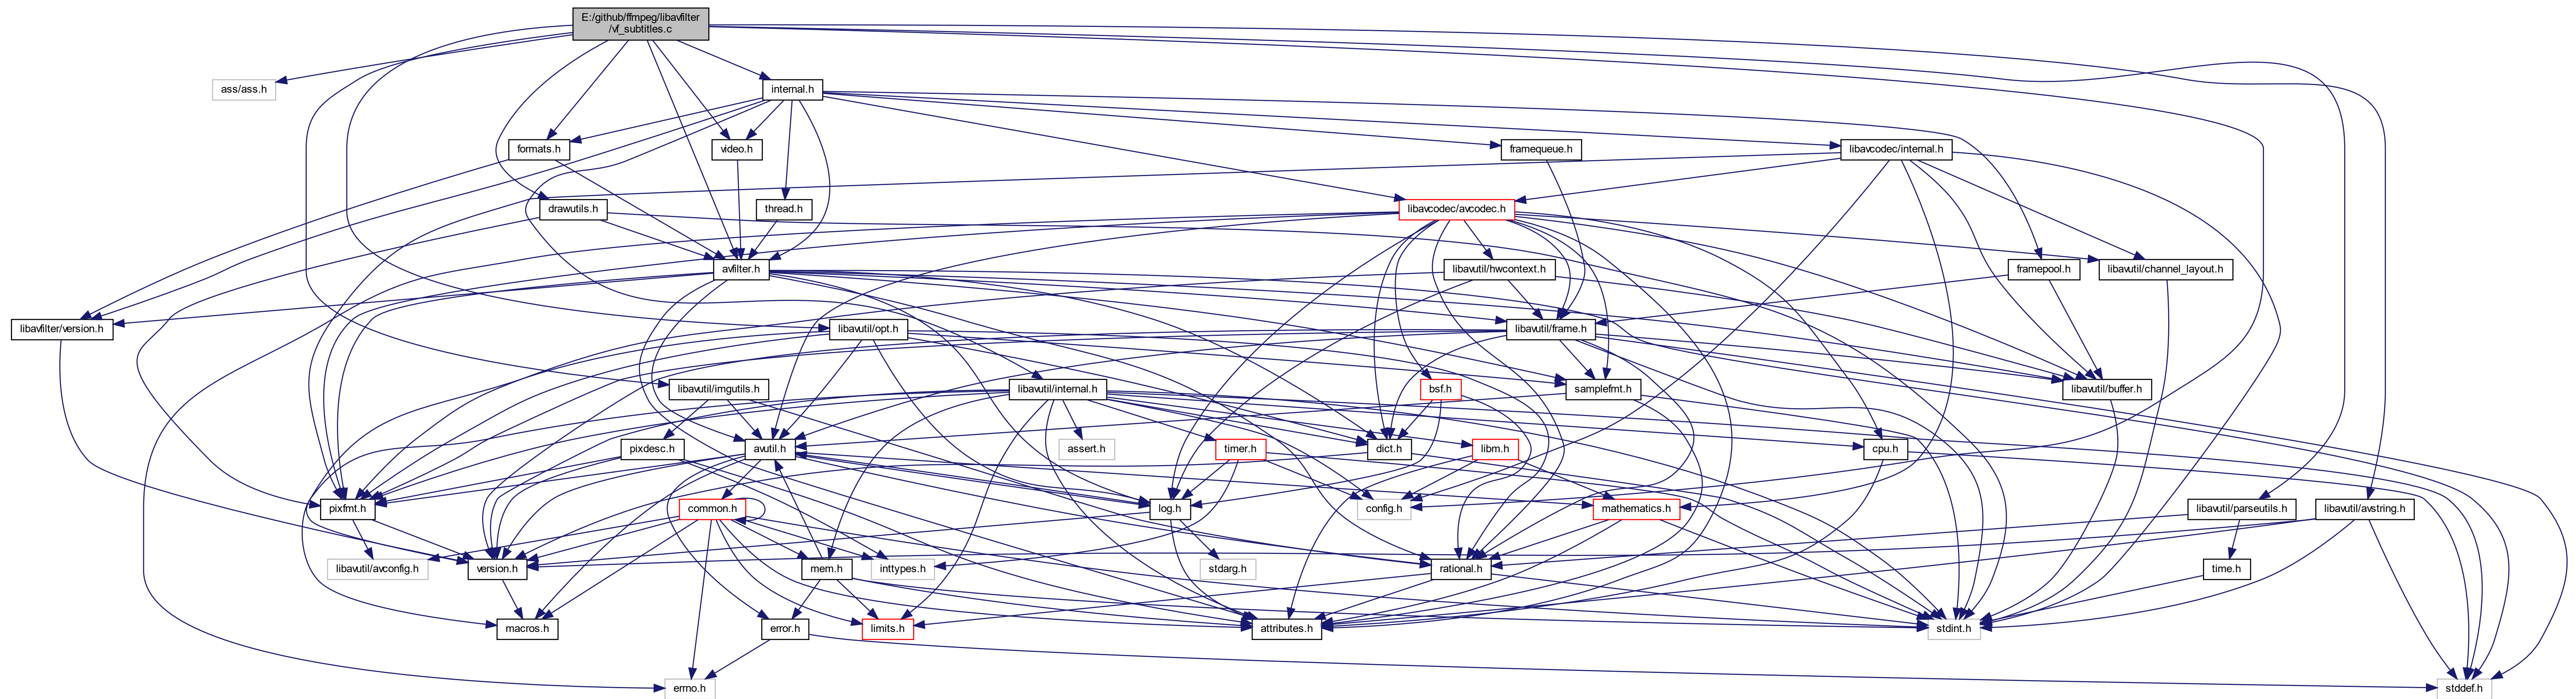 E:/github/ffmpeg/libavfilter
/vf_subtitles.c
ass/ass.h
internal.h
formats.h
video.h
framequeue.h
libavcodec/internal.h
drawutils.h
thread.h
libavcodec/avcodec.h
avfilter.h
libavutil/hwcontext.h
framepool.h
libavutil/channel_layout.h
libavfilter/version.h
libavutil/opt.h
libavutil/frame.h
libavutil/imgutils.h
libavutil/internal.h
bsf.h
samplefmt.h
libavutil/buffer.h
pixdesc.h
avutil.h
assert.h
timer.h
dict.h
libm.h
cpu.h
pixfmt.h
common.h
log.h
config.h
mathematics.h
libavutil/parseutils.h
libavutil/avstring.h
libavutil/avconfig.h
version.h
mem.h
inttypes.h
stdarg.h
rational.h
time.h
macros.h
error.h
limits.h
attributes.h
stdint.h
errno.h
stddef.h